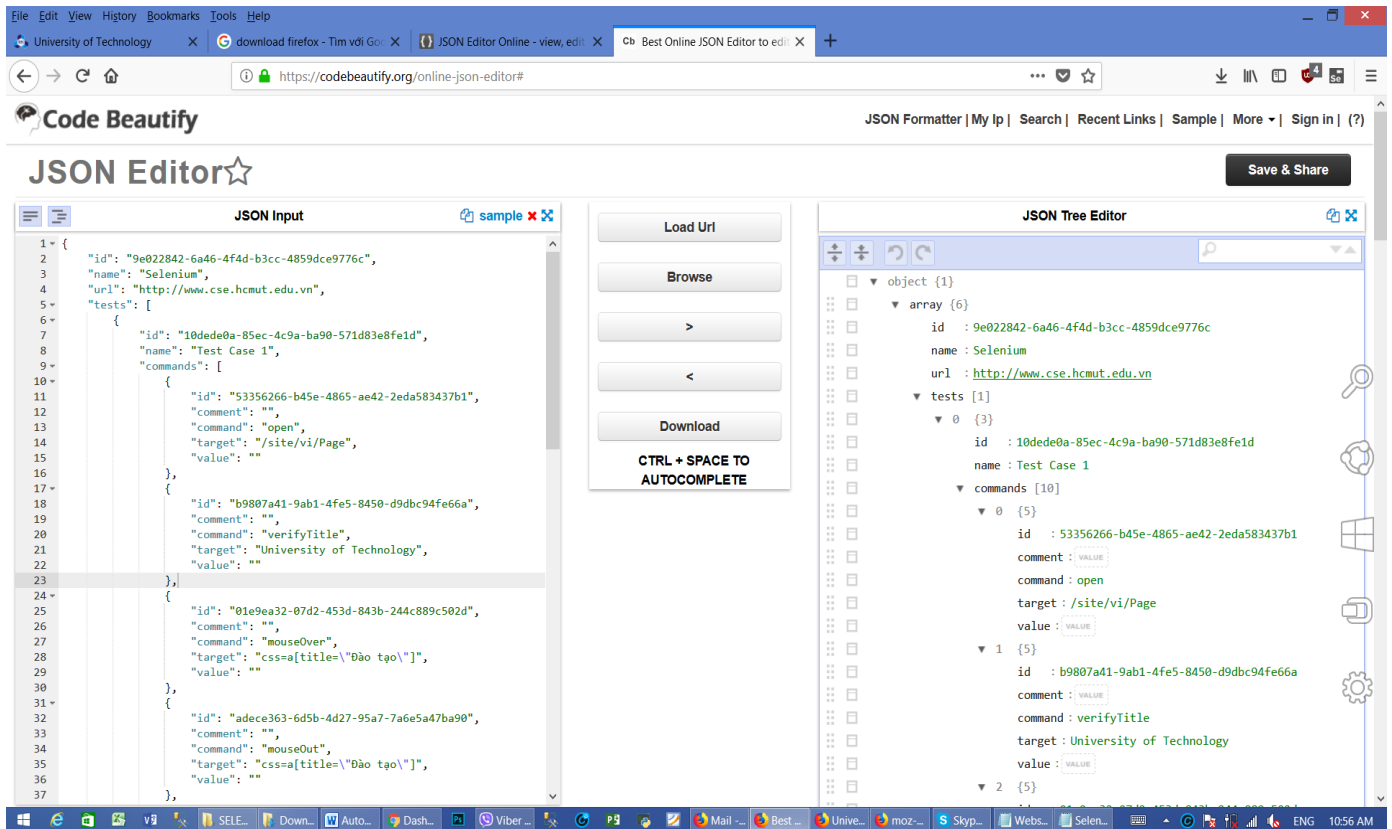 File Edit View History Bookmarks Tools Help
University of Technology
download firefox - Tìm với Goo
JSON Editor Online - view, edit
Cb Best Online JSON Editor to edit
https://codebeautify.org/online-json-editor#
4
Code Beautify
JSON Formatter | My Ip | Search | Recent Links | Sample | More | Sign in | (?)
JSON Editor
Save & Share
JSON Input
sample
Load Url
Browse
>
<
Download
CTRL + SPACE TO
AUTOCOMPLETE
JSON Tree Editor
1 {
2 "id": "9e022842-6a46-4f4d-b3cc-4859dce9776c",
3 "name": "Selenium",
4 "url": "http://www.cse.hcmut.edu.vn",
5 "tests": [
6 {
7 "id": "10dede0a-85ec-4c9a-ba90-571d83e8fe1d",
8 "name": "Test Case 1",
9 "commands": [
10 {
11 "id": "53356266-b45e-4865-ae42-2eda583437b1",
12 "comment": "",
13 "command": "open",
14 "target": "/site/vi/Page",
15 "value": ""
16 },
17 {
18 "id": "b9807a41-9ab1-4fe5-8450-d9dbc94fe66a",
19 "comment": "",
20 "command": "verifyTitle",
21 "target": "University of Technology",
22 "value": ""
23 },
24 {
25 "id": "01e9ea32-07d2-453d-843b-244c889c502d",
26 "comment": "",
27 "command": "mouseOver",
28 "target": "css=a[title=\"Đào tạo\"]",
29 "value": ""
30 },
31 {
32 "id": "adece363-6d5b-4d27-95a7-7a6e5a47ba90",
33 "comment": "",
34 "command": "mouseOut",
35 "target": "css=a[title=\"Đào tạo\"]",
36 "value": ""
37 },
object {1}
array {6}
id : 9e022842-6a46-4f4d-b3cc-4859dce9776c
name : Selenium
url : http://www.cse.hcmut.edu.vn
tests [1]
0 {3}
id : 10dede0a-85ec-4c9a-ba90-571d83e8fe1d
name : Test Case 1
commands [10]
0 {5}
id : 53356266-b45e-4865-ae42-2eda583437b1
comment : VALUE
command : open
target : /site/vi/Page
value : VALUE
1 {5}
id : b9807a41-9ab1-4fe5-8450-d9dbc94fe66a
comment : VALUE
command : verifyTitle
target : University of Technology
value : VALUE
2 {5}
SELE... Down... Auto... Dash... Viber ... Mail -... Best ... Unive... moz-... Skyp... Webs... Selen... ENG 10:56 AM